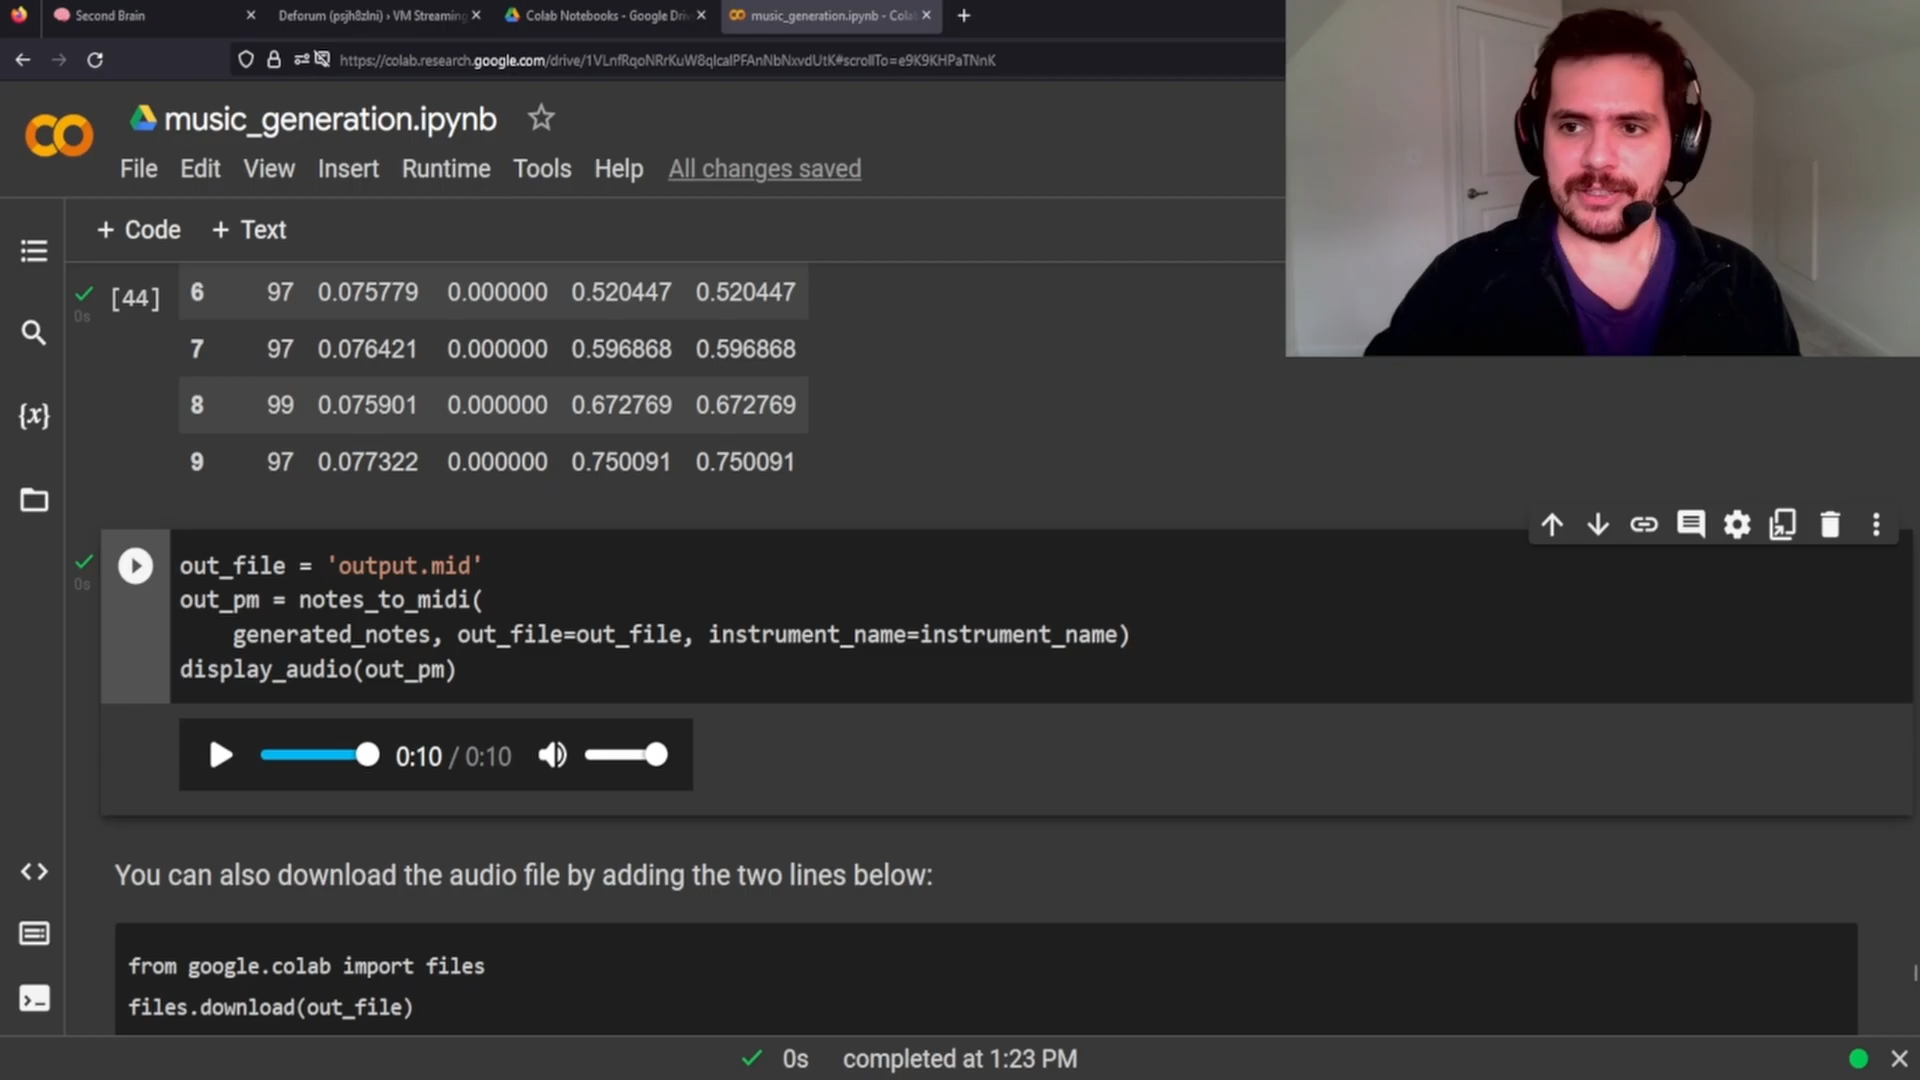 Second Brain
Deforum (psjh8zlni) › VM Streaming
Colab Notebooks - Google Driv
music_generation.ipynb - Cola
https://colab.research.google.com/drive/1VLnfRqoNRrKuW8qIcalPFAnNbNxvdUtK#scrollTo=e9K9KHPaTNnK
CO
music_generation.ipynb
File Edit View Insert Runtime Tools Help All changes saved
+ Code + Text
[44] 6 97 0.075779 0.000000 0.520447 0.520447
0s
7 97 0.076421 0.000000 0.596868 0.596868
8 99 0.075901 0.000000 0.672769 0.672769
{x}
9 97 0.077322 0.000000 0.750091 0.750091
out_file = 'output.mid'
0s
out_pm = notes_to_midi(
generated_notes, out_file=out_file, instrument_name=instrument_name)
display_audio(out_pm)
0:10 / 0:10
You can also download the audio file by adding the two lines below:
from google.colab import files
files.download(out_file)
0s completed at 1:23 PM